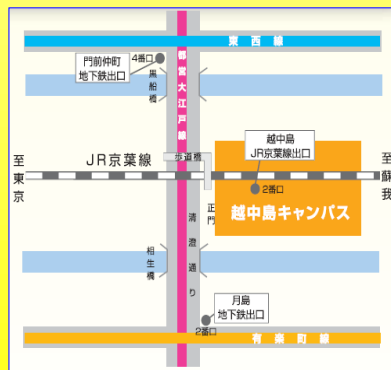 東西線
門前仲町
地下鉄出口
4番口
黒船橋
都営大江戸線
越中島
JR京葉線出口
2番口
至東京
JR京葉線
歩道橋
至蘇我
正門
越中島キャンパス
清澄通り
相生橋
月島
地下鉄出口
2番口
有楽町線